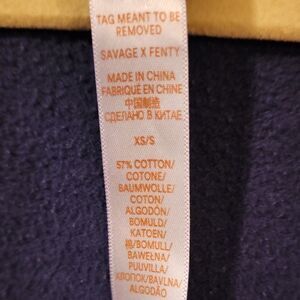 TAG MEANT TO BE
REMOVED
SAVAGE X FENTY
MADE IN CHINA
FABRIQUÉ EN CHINE
中国制造
СДЕЛАНО В КИТАЕ
XS/S
57% COTTON/
COTONE/
BAUMWOLLE/
COTON/
ALGODÓN/
BOMULD/
KATOEN/
棉/BOMULL/
BAWEŁNA/
PUUVILLA/
ХЛОПОК/BAVLNA/
ALGODÃO